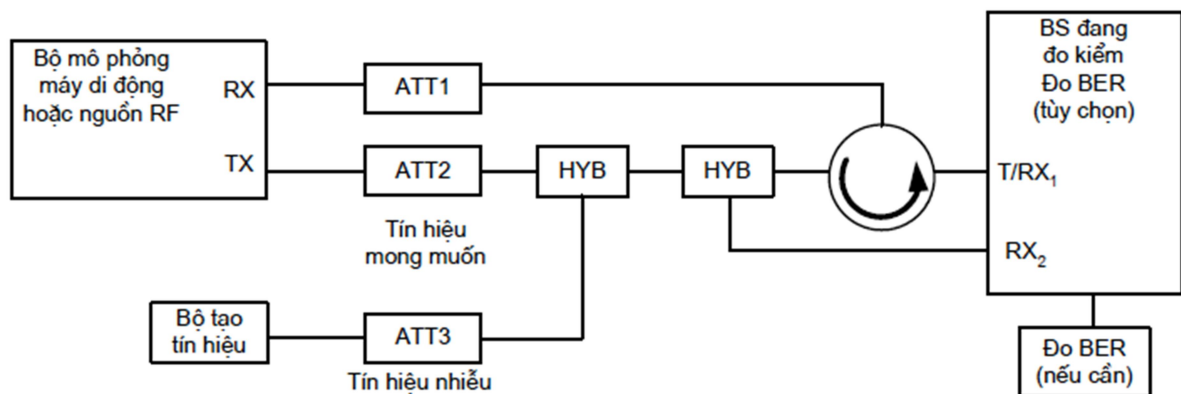 Bộ mô phỏng
máy di động
hoặc nguồn RF
RX
TX
ATT1
ATT2
HYB
HYB
Tín hiệu
mong muốn
Bộ tạo
tín hiệu
ATT3
Tín hiệu nhiễu
BS đang
đo kiểm
Đo BER
(tùy chọn)
T/RX₁
RX₂
Đo BER
(nếu cần)